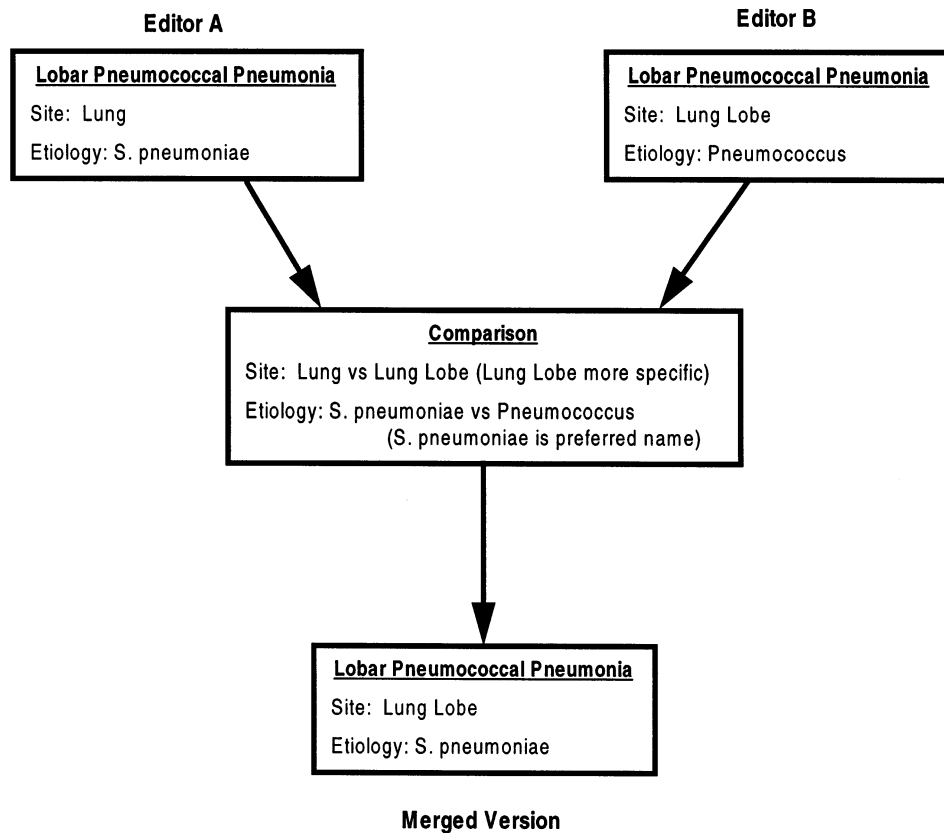 Editor A
Lobar Pneumococcal Pneumonia
Site: Lung
Etiology: S. pneumoniae
Editor B
Lobar Pneumococcal Pneumonia
Site: Lung Lobe
Etiology: Pneumococcus
Comparison
Site: Lung vs Lung Lobe (Lung Lobe more specific)
Etiology: S. pneumoniae vs Pneumococcus
(S. pneumoniae is preferred name)
Lobar Pneumococcal Pneumonia
Site: Lung Lobe
Etiology: S. pneumoniae
Merged Version